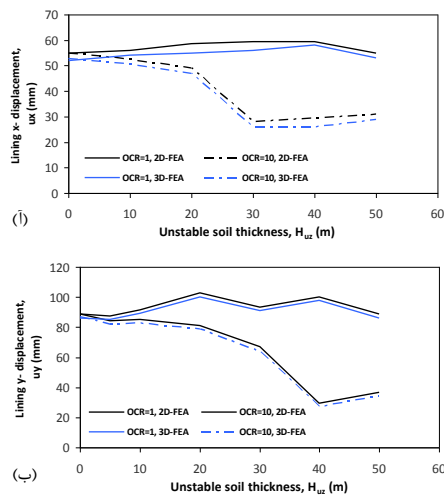 Lining x- displacement,
ux (mm)
70
60
50
40
30
20
10
0
OCR=1, 2D-FEA
OCR=10, 2D-FEA
OCR=1, 3D-FEA
OCR=10, 3D-FEA
0 10 20 30 40 50 60
Unstable soil thickness, Huz (m)
(آ)
Lining y- displacement,
uy (mm)
120
100
80
60
40
20
0
OCR=1, 2D-FEA
OCR=10, 2D-FEA
OCR=1, 3D-FEA
OCR=10, 3D-FEA
0 10 20 30 40 50 60
Unstable soil thickness, Huz (m)
(ب)